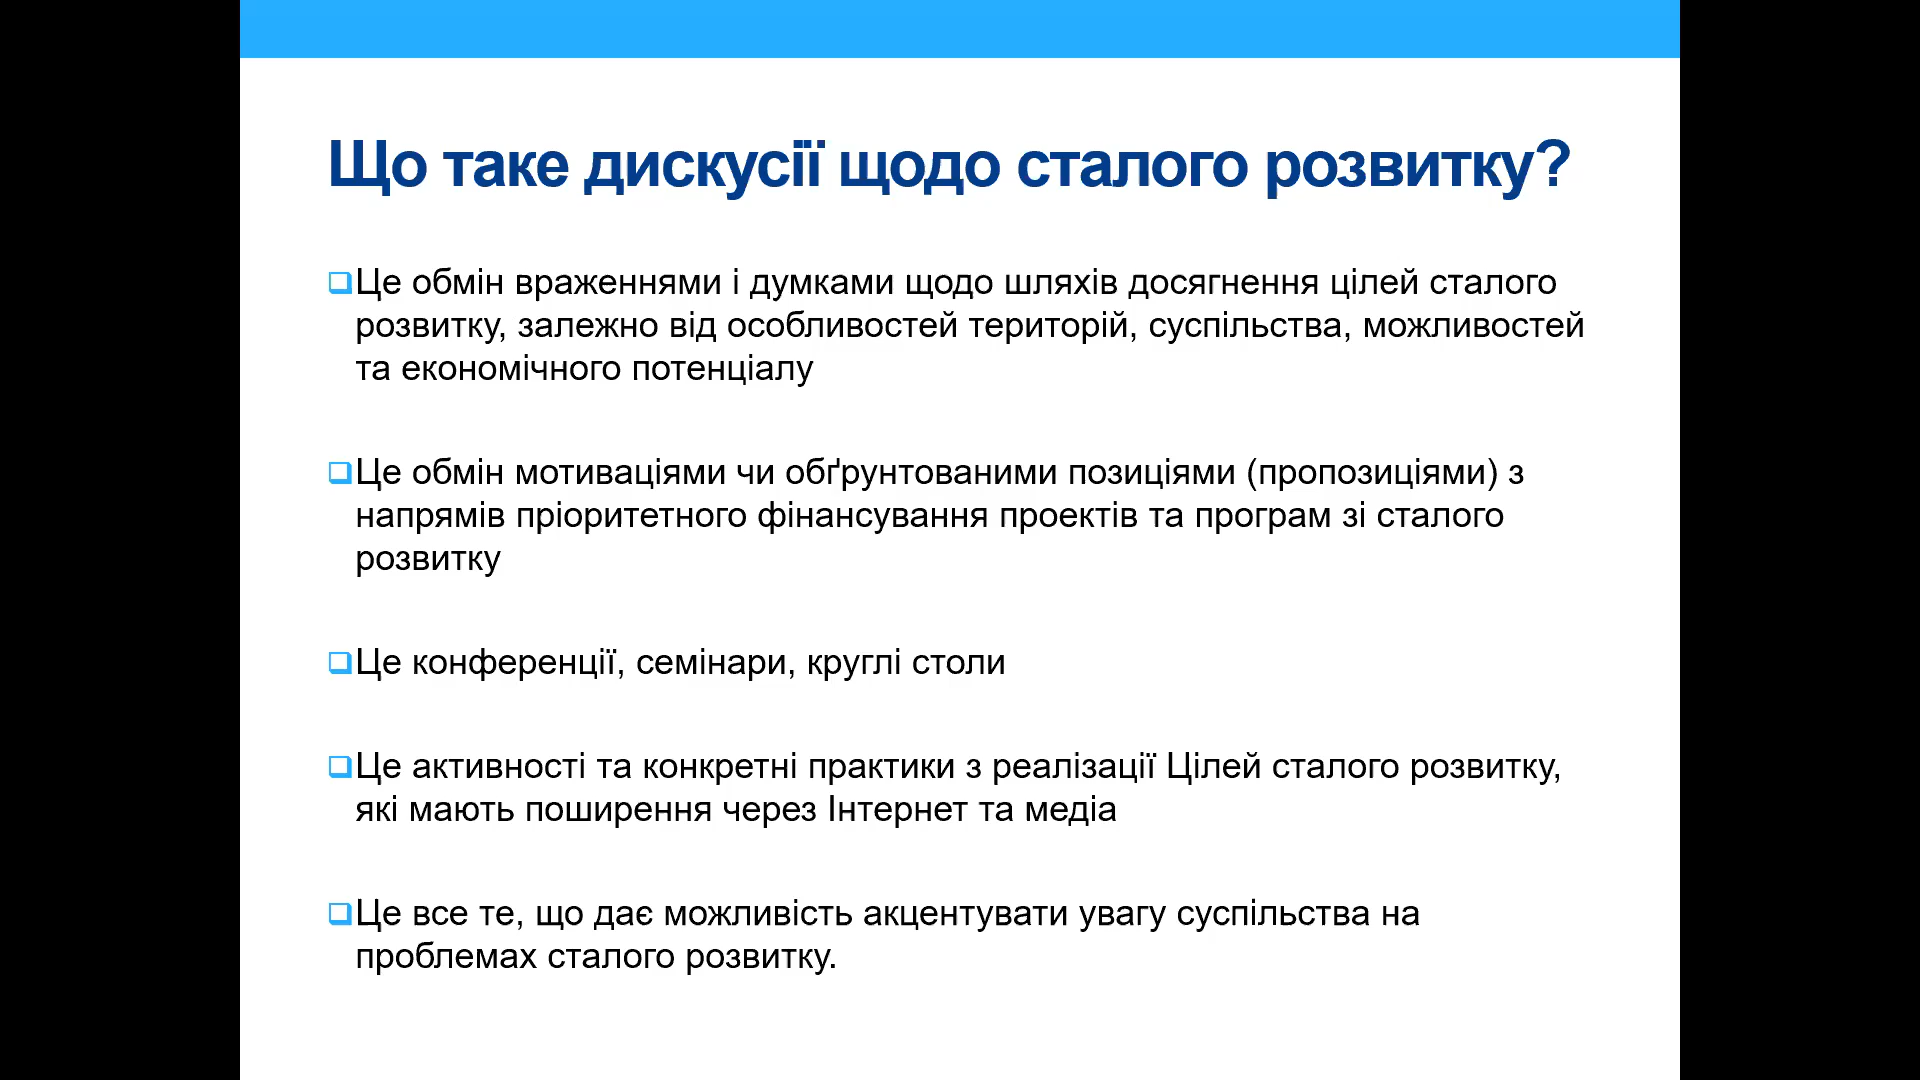 Що таке дискусії щодо сталого розвитку?
Це обмін враженнями і думками щодо шляхів досягнення цілей сталого
розвитку, залежно від особливостей територій, суспільства, можливостей
та економічного потенціалу
Це обмін мотиваціями чи обґрунтованими позиціями (пропозиціями) з
напрямів пріоритетного фінансування проектів та програм зі сталого
розвитку
Це конференції, семінари, круглі столи
Це активності та конкретні практики з реалізації Цілей сталого розвитку,
які мають поширення через Інтернет та медіа
Це все те, що дає можливість акцентувати увагу суспільства на
проблемах сталого розвитку.